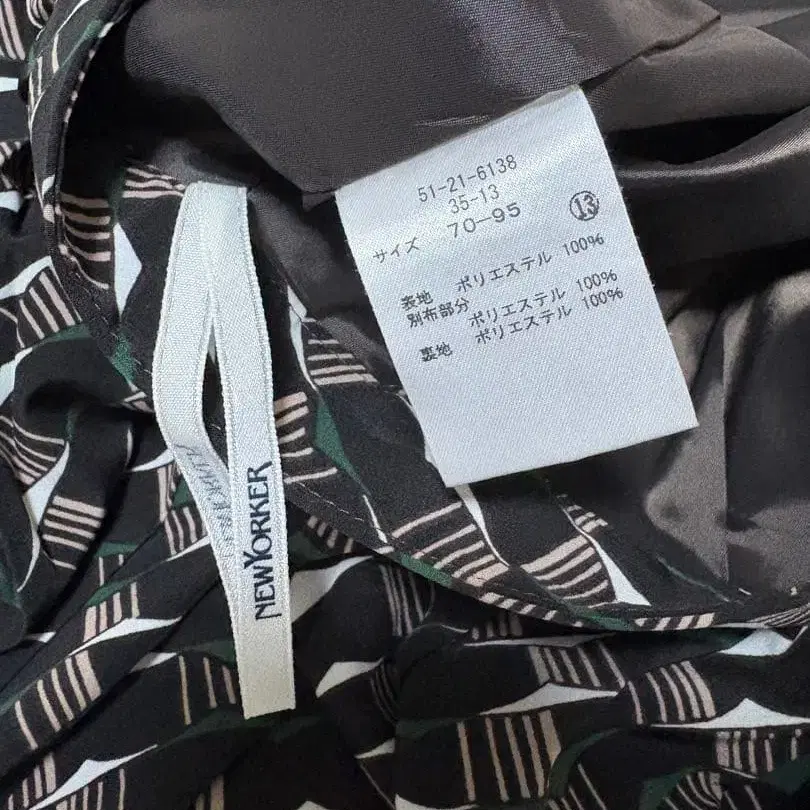 51-21-6138
35-13
サイズ 70-95 ⑬
表地 ポリエステル 100%
別布部分 ポリエステル 100%
裏地 ポリエステル 100%
NEWYORKER